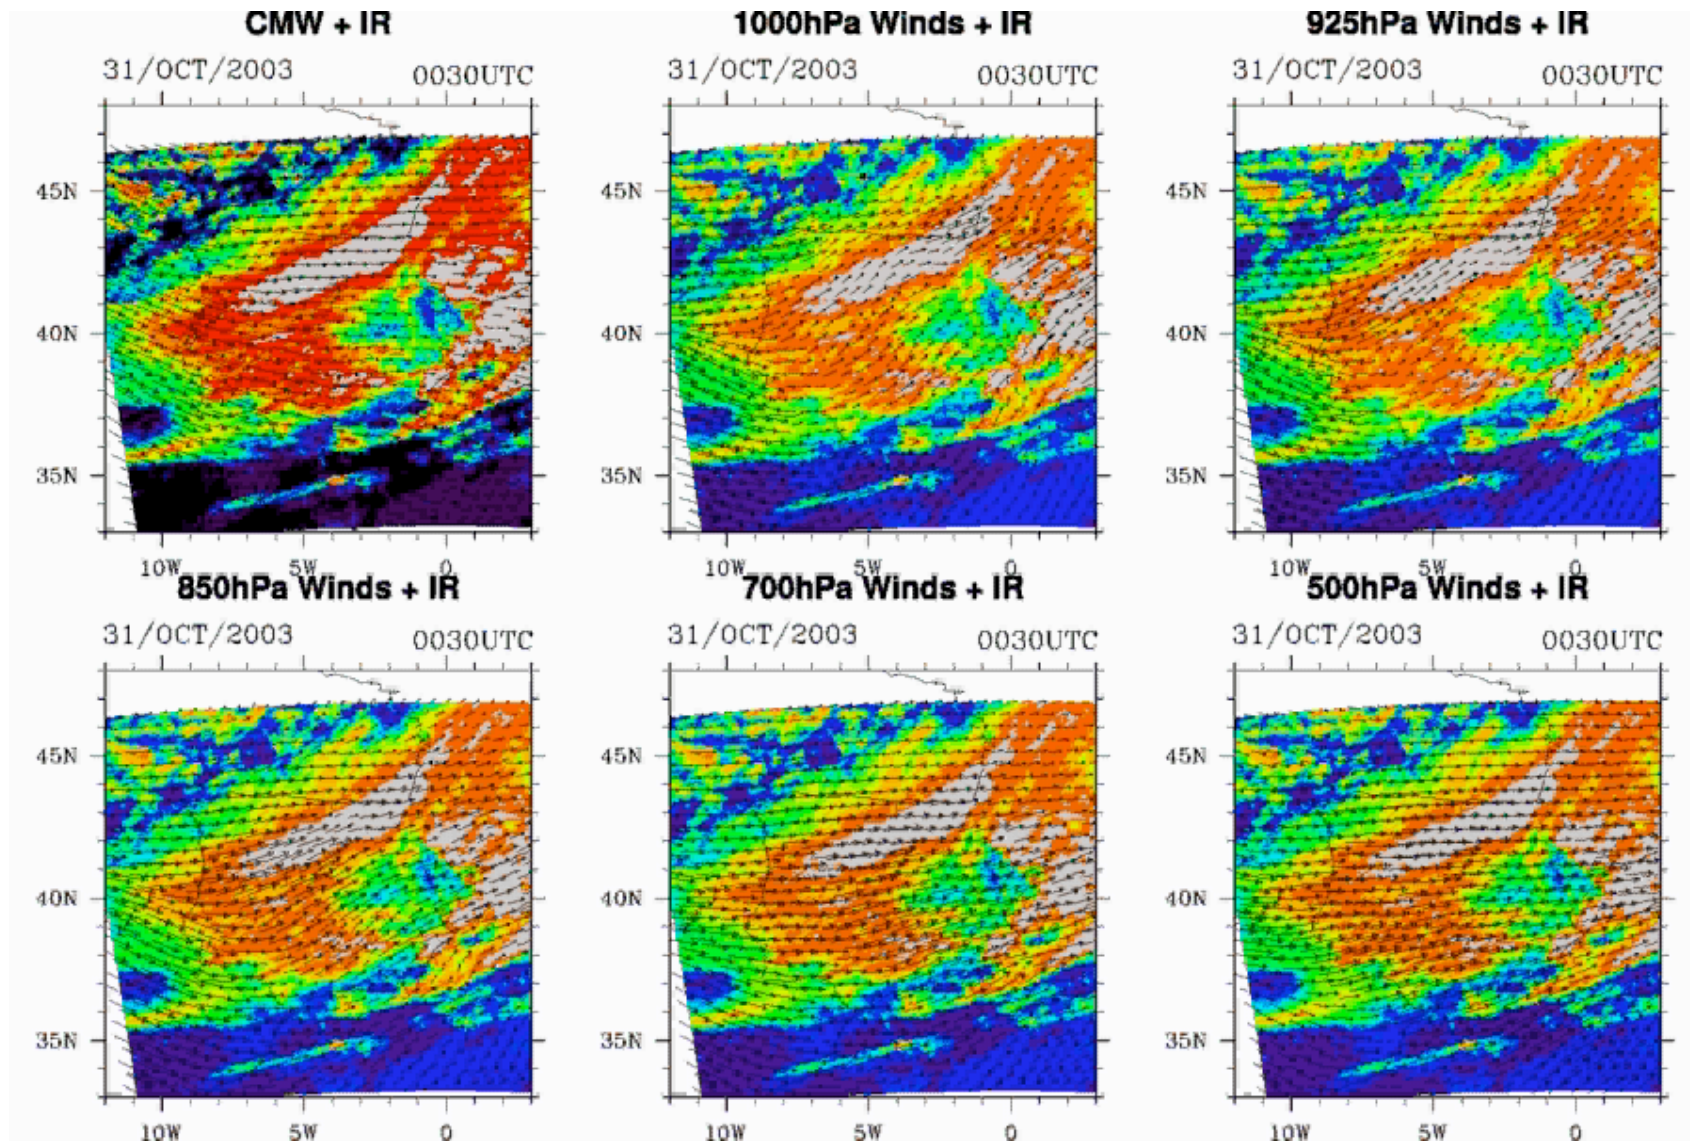 CMW + IR 1000hPa Winds + IR 925hPa Winds + IR
31/OCT/2003 0030UTC 31/OCT/2003 0030UTC 31/OCT/2003 0030UTC
45N 45N 45N
40N 40N 40N
35N 35N 35N
10W 5W 0 10W 5W 0 10W 5W 0
850hPa Winds + IR 700hPa Winds + IR 500hPa Winds + IR
31/OCT/2003 0030UTC 31/OCT/2003 0030UTC 31/OCT/2003 0030UTC
45N 45N 45N
40N 40N 40N
35N 35N 35N
10W 5W 0 10W 5W 0 10W 5W 0